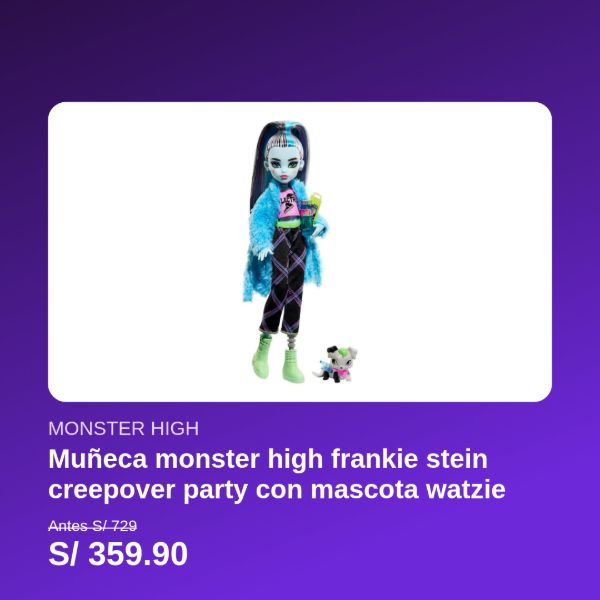 MONSTER HIGH
Muñeca monster high frankie stein
creepover party con mascota watzie
Antes S/ 729
S/ 359.90